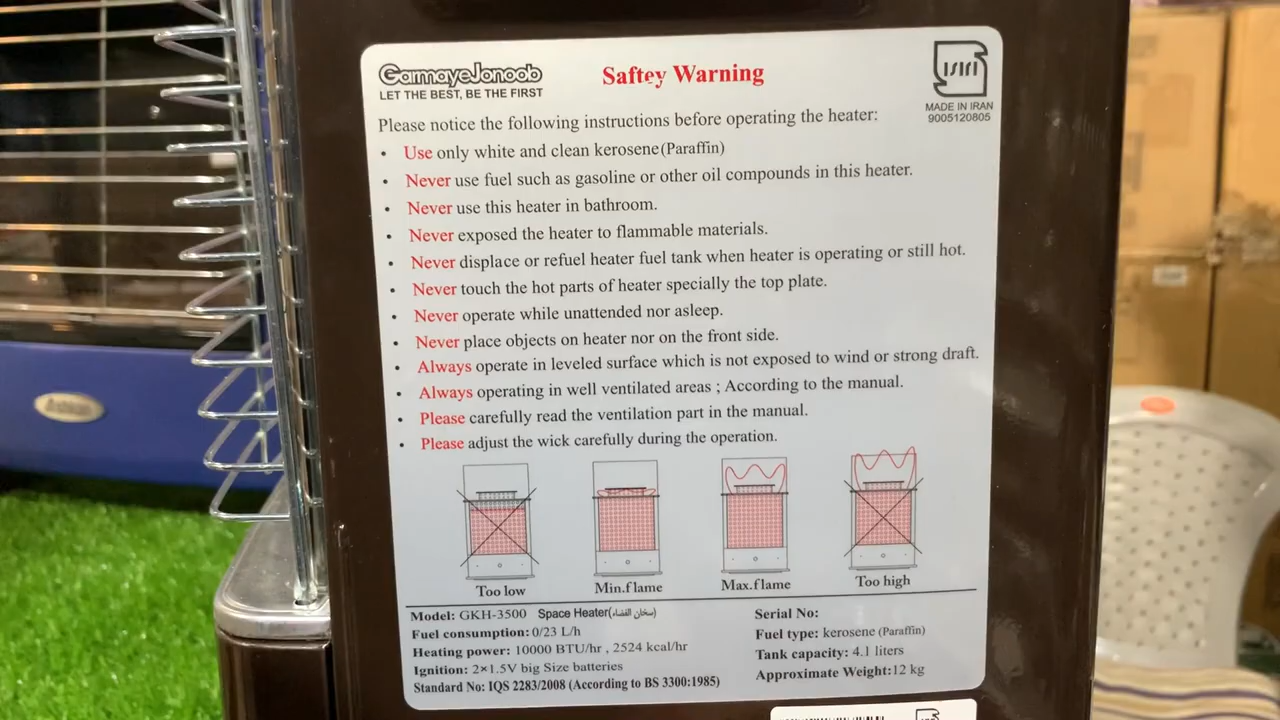 GarmayeJonoob
LET THE BEST, BE THE FIRST
Saftey Warning
ISIRI
MADE IN IRAN
9005120805
Please notice the following instructions before operating the heater:
• Use only white and clean kerosene(Paraffin)
• Never use fuel such as gasoline or other oil compounds in this heater.
• Never use this heater in bathroom.
• Never exposed the heater to flammable materials.
• Never displace or refuel heater fuel tank when heater is operating or still hot.
• Never touch the hot parts of heater specially the top plate.
• Never operate while unattended nor asleep.
• Never place objects on heater nor on the front side.
• Always operate in leveled surface which is not exposed to wind or strong draft.
• Always operating in well ventilated areas ; According to the manual.
• Please carefully read the ventilation part in the manual.
• Please adjust the wick carefully during the operation.
Too low
Min.flame
Max.flame
Too high
Model: GKH-3500 Space Heater(سخان الفضاء)
Fuel consumption: 0/23 L/h
Heating power: 10000 BTU/hr , 2524 kcal/hr
Ignition: 2×1.5V big Size batteries
Standard No: IQS 2283/2008 (According to BS 3300:1985)
Serial No:
Fuel type: kerosene (Paraffin)
Tank capacity: 4.1 liters
Approximate Weight:12 kg